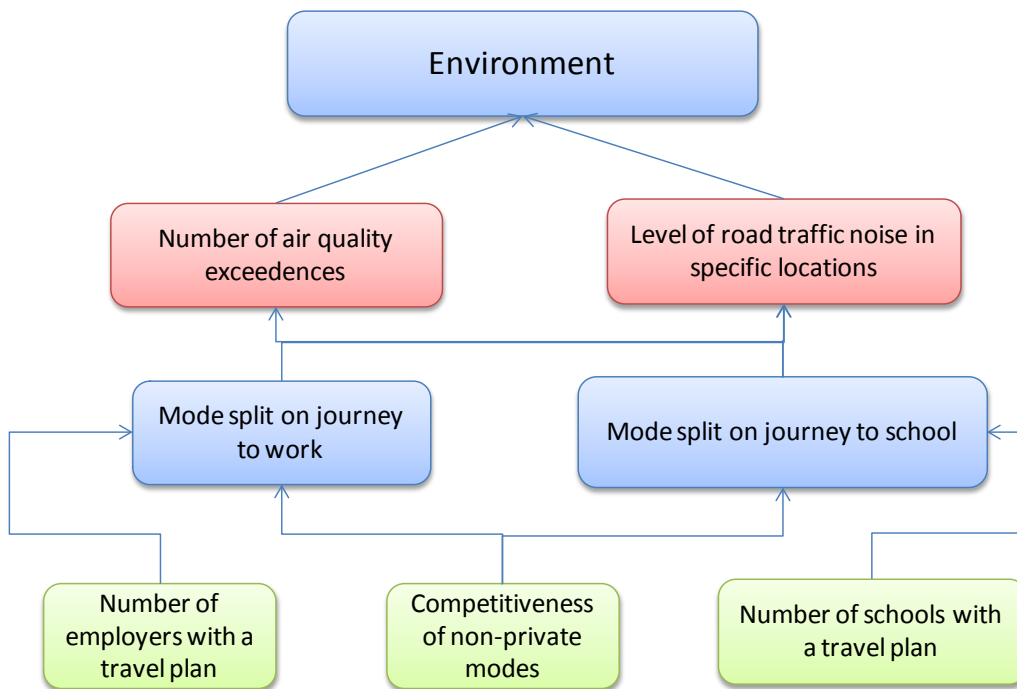 Environment
Number of air quality
exceedences
Level of road traffic noise in
specific locations
Mode split on journey
to work
Mode split on journey to school
Number of
employers with a
travel plan
Competitiveness
of non-private
modes
Number of schools with
a travel plan